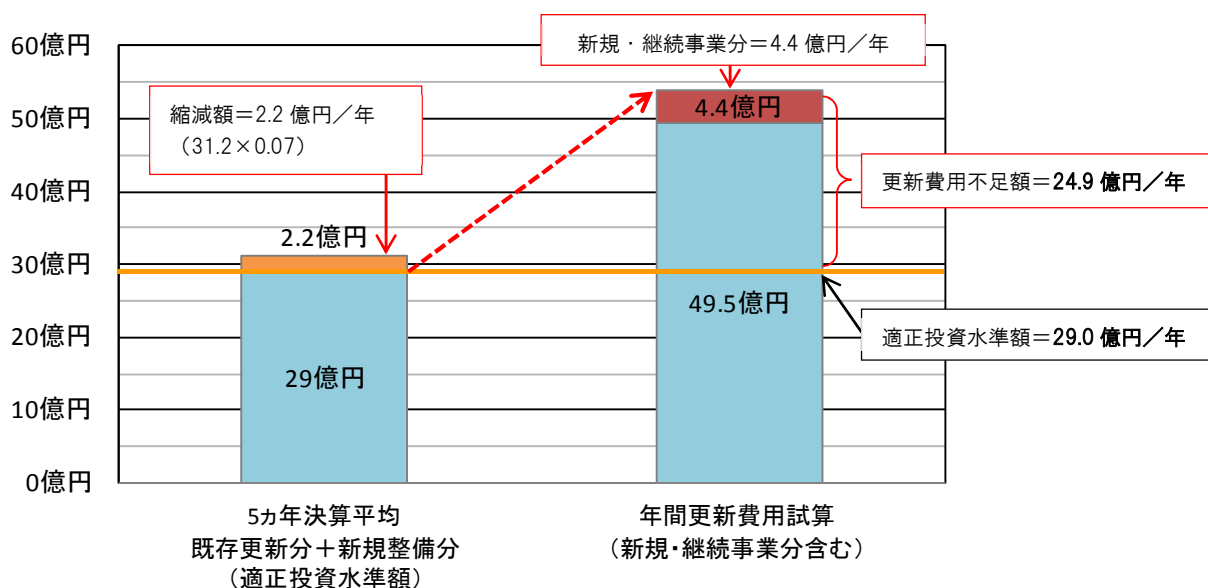 60億円
50億円
40億円
30億円
20億円
10億円
0億円
新規・継続事業分＝4.4 億円／年
縮減額＝2.2 億円／年
（31.2×0.07）
4.4億円
更新費用不足額＝24.9 億円／年
2.2億円
49.5億円
適正投資水準額＝29.0 億円／年
29億円
5ヵ年決算平均
既存更新分＋新規整備分
（適正投資水準額）
年間更新費用試算
（新規・継続事業分含む）